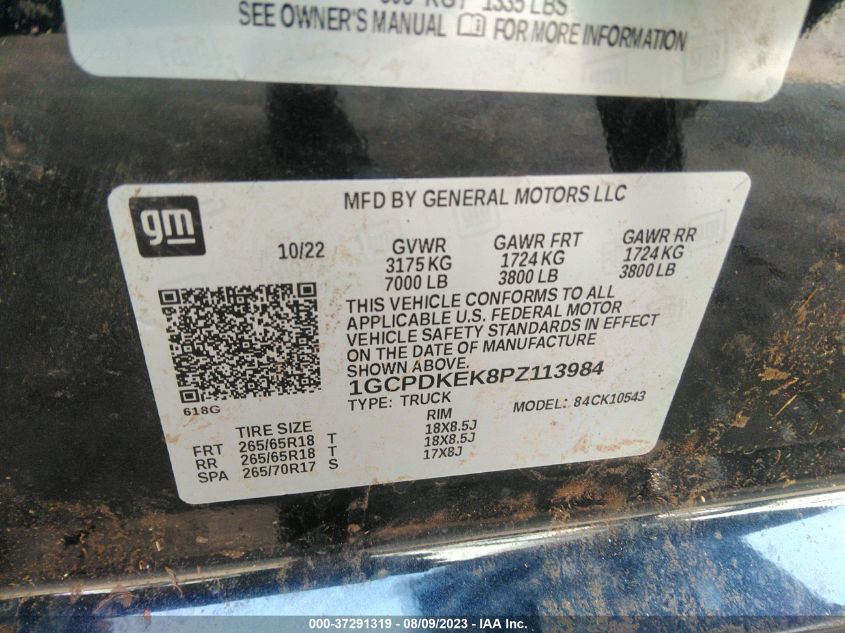 KG 1335 LBS
SEE OWNER'S MANUAL FOR MORE INFORMATION
gm
MFD BY GENERAL MOTORS LLC
10/22 GVWR GAWR FRT GAWR RR
3175 KG 1724 KG 1724 KG
7000 LB 3800 LB 3800 LB
THIS VEHICLE CONFORMS TO ALL
APPLICABLE U.S. FEDERAL MOTOR
VEHICLE SAFETY STANDARDS IN EFFECT
ON THE DATE OF MANUFACTURE
SHOWN ABOVE.
1GCPDKEK8PZ113984
618G TYPE: TRUCK MODEL: 84CK10543
TIRE SIZE RIM
FRT 265/65R18 T 18X8.5J
RR 265/65R18 T 18X8.5J
SPA 265/70R17 S 17X8J
000-37291319 - 08/09/2023 - IAA Inc.